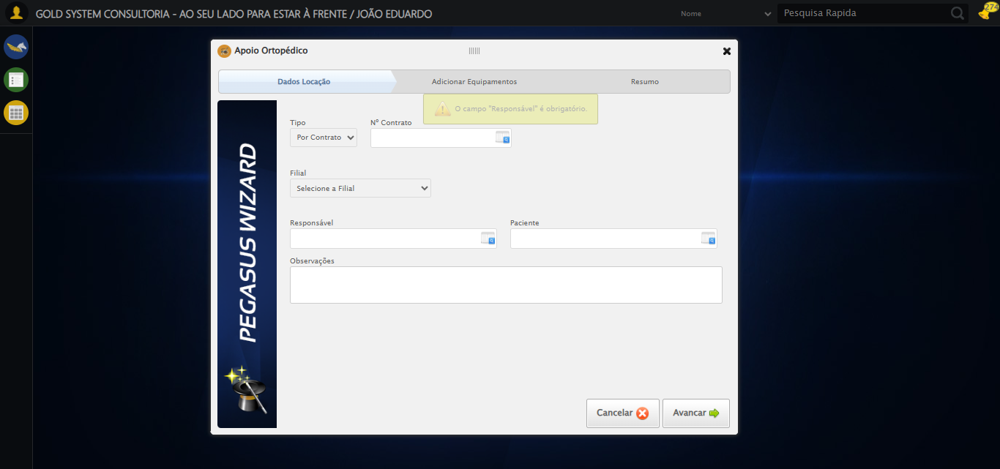 GOLD SYSTEM CONSULTORIA - AO SEU LADO PARA ESTAR À FRENTE / JOÃO EDUARDO
Nome
Pesquisa Rapida
274
Apoio Ortopédico
Dados Locação
Adicionar Equipamentos
Resumo
O campo "Responsável" é obrigatório.
Tipo
Nº Contrato
Por Contrato
Filial
Selecione a Filial
Responsável
Paciente
Observações
PEGASUS WIZARD
Cancelar
Avancar